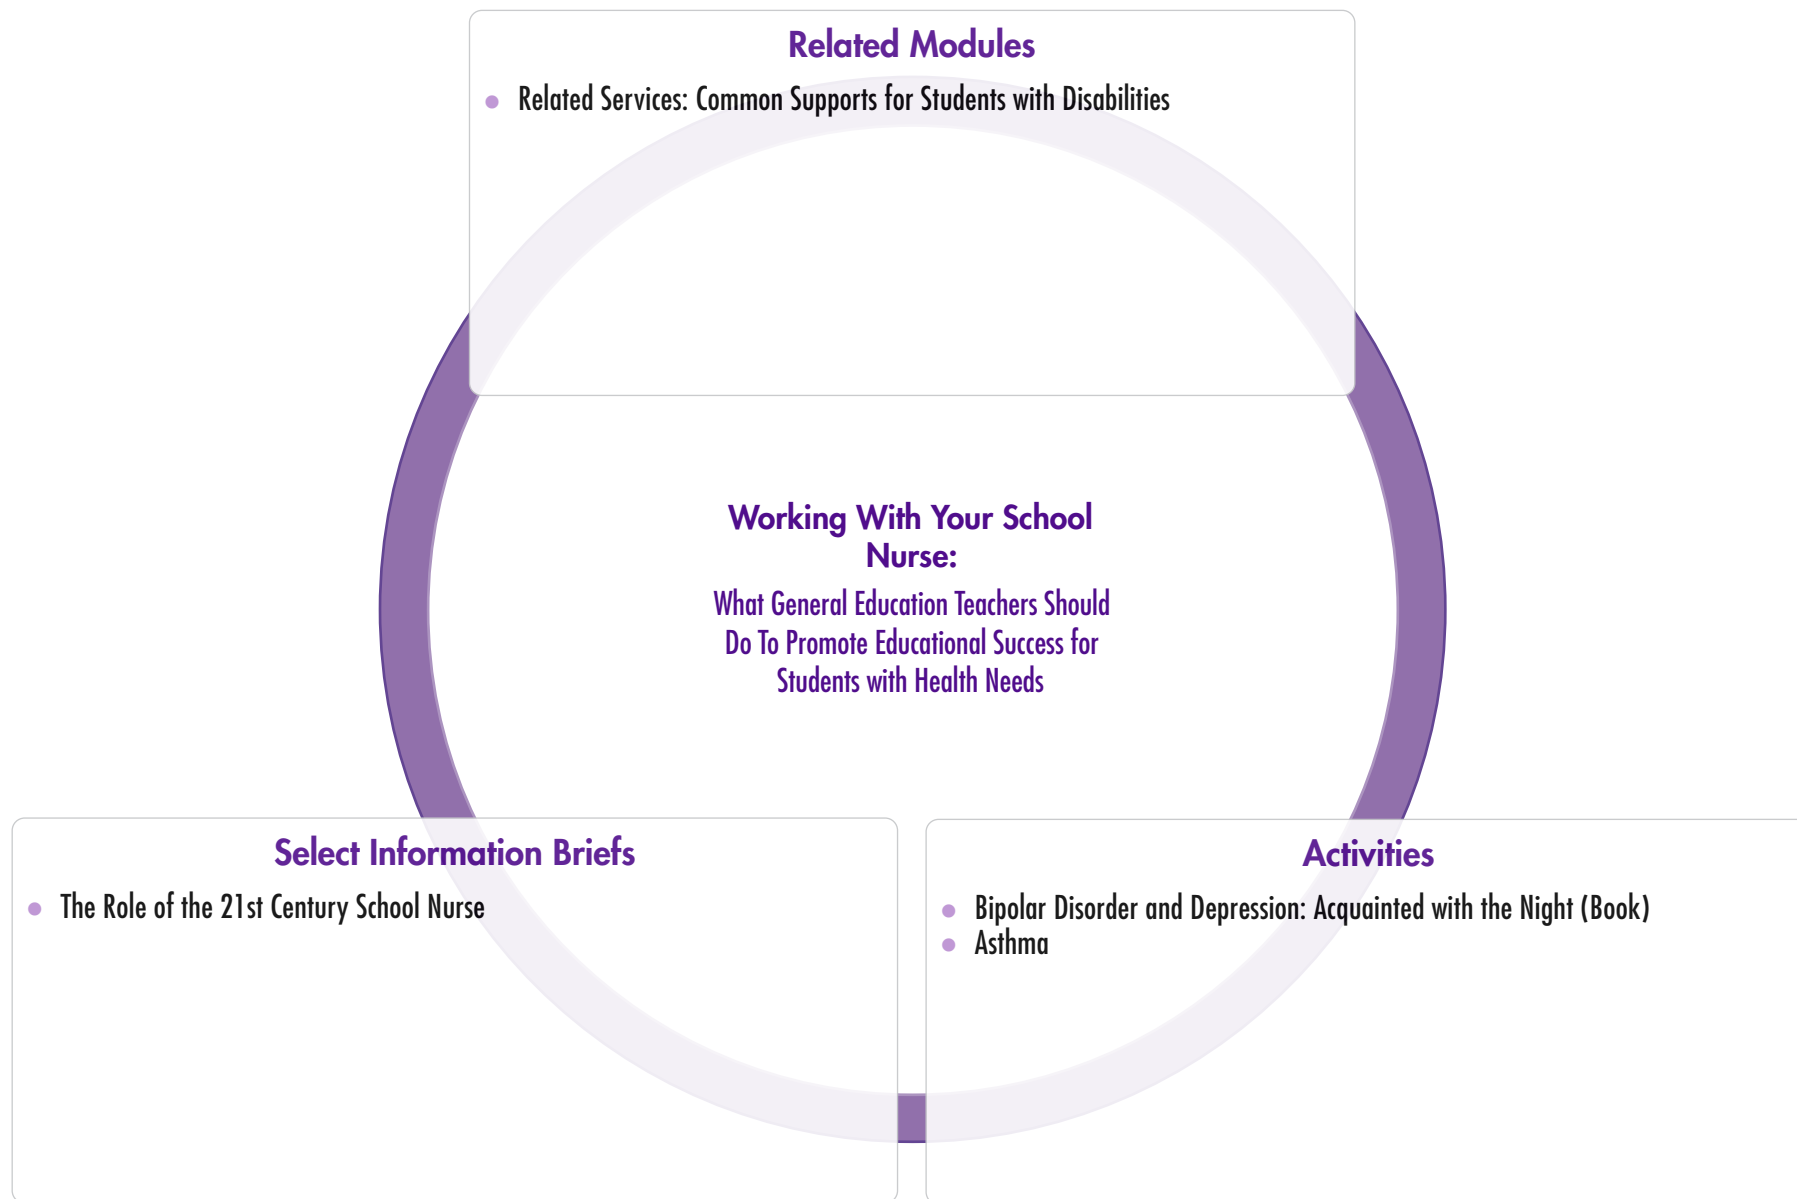 Related Modules
Related Services: Common Supports for Students with Disabilities
Working With Your School
Nurse:
What General Education Teachers Should
Do To Promote Educational Success for
Students with Health Needs
Select Information Briefs
The Role of the 21st Century School Nurse
Activities
Bipolar Disorder and Depression: Acquainted with the Night (Book)
Asthma